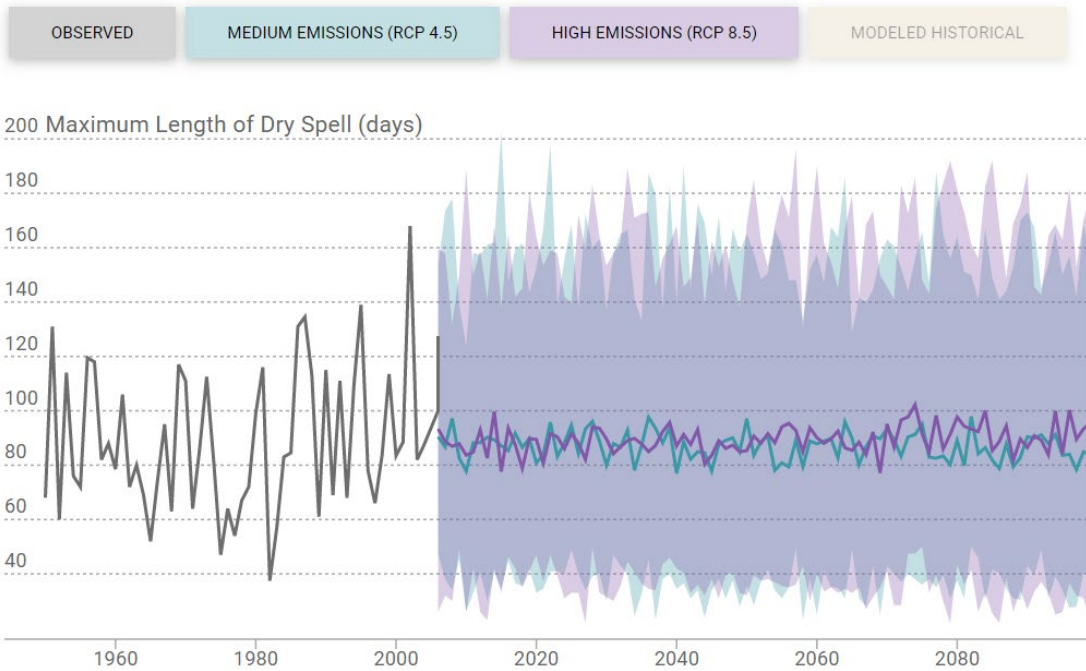 OBSERVED
MEDIUM EMISSIONS (RCP 4.5)
HIGH EMISSIONS (RCP 8.5)
MODELED HISTORICAL
200 Maximum Length of Dry Spell (days)
180
160
140
120
100
80
60
40
1960 1980 2000 2020 2040 2060 2080